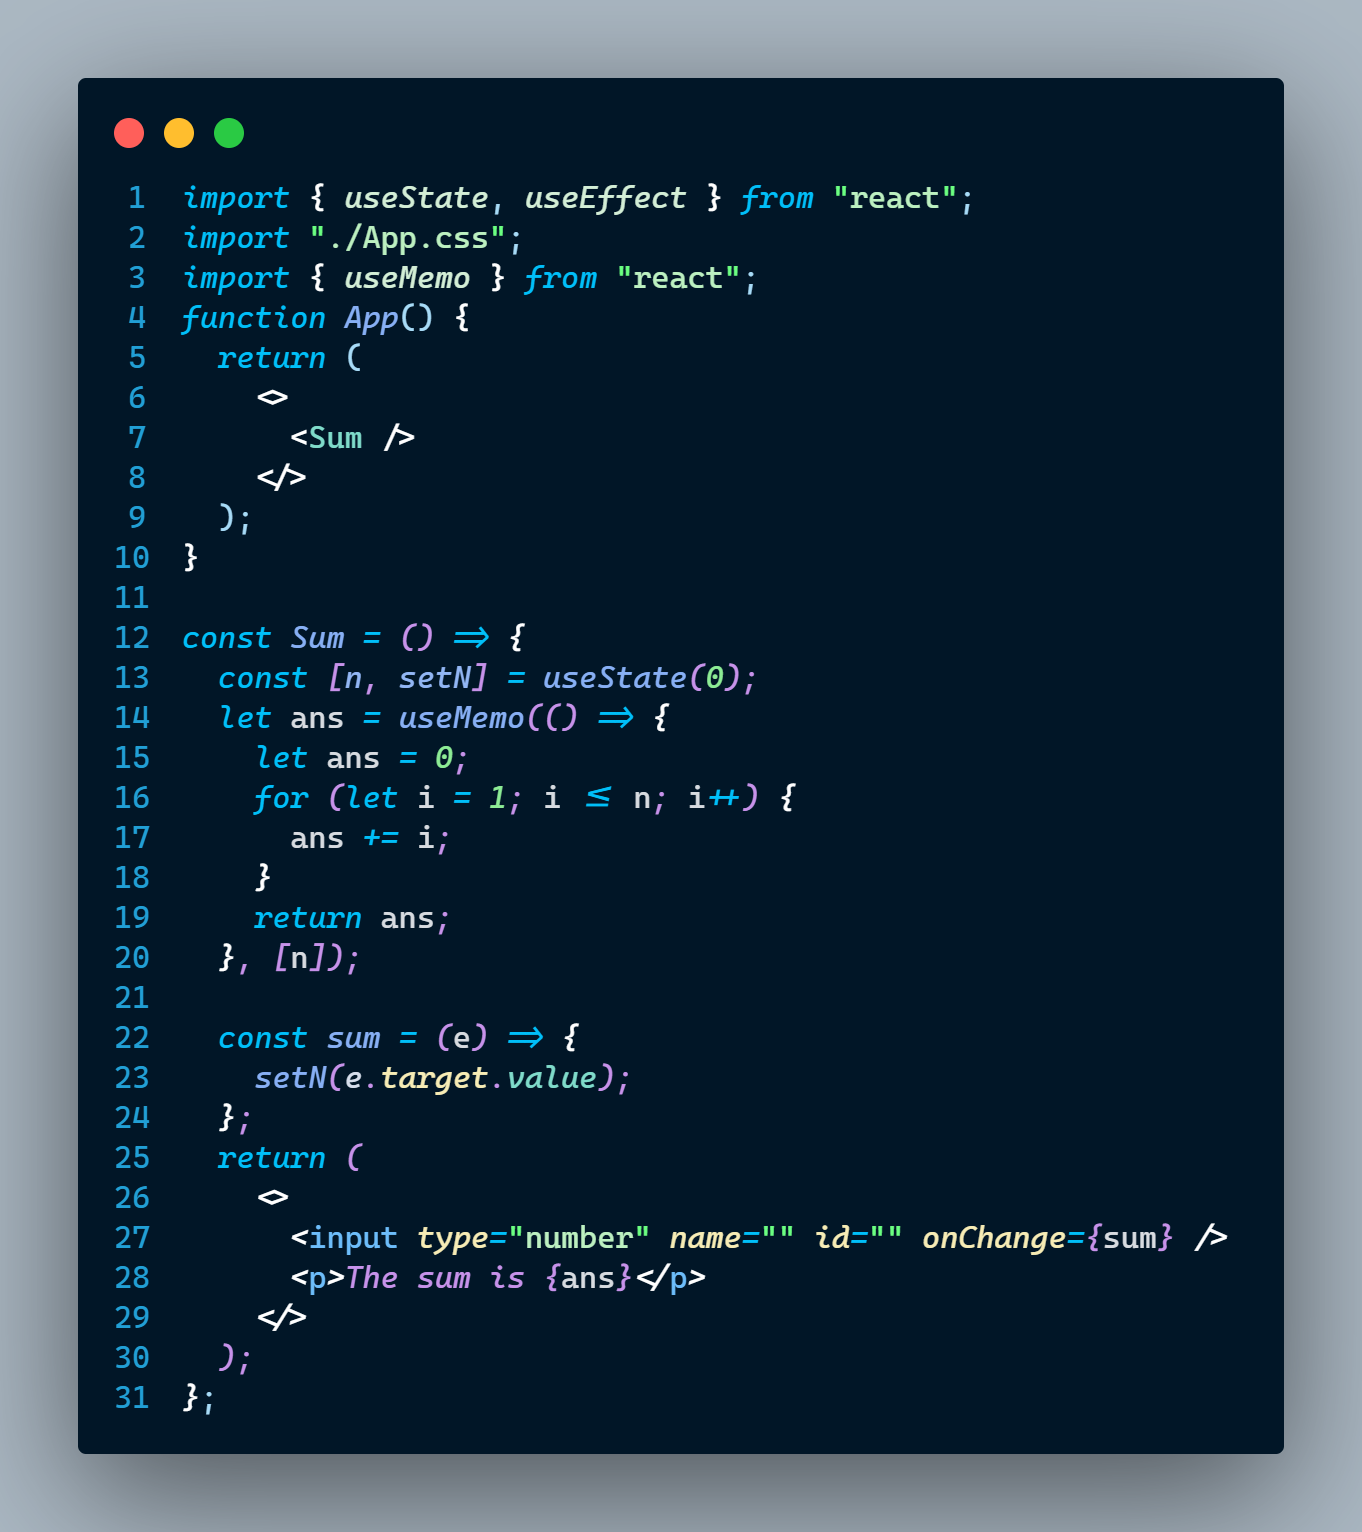 1 import { useState, useEffect } from "react";
2 import "./App.css";
3 import { useMemo } from "react";
4 function App() {
5   return (
6     <>
7       <Sum />
8     </>
9   );
10 }
11
12 const Sum = () => {
13   const [n, setN] = useState(0);
14   let ans = useMemo(() => {
15     let ans = 0;
16     for (let i = 1; i <= n; i++) {
17       ans += i;
18     }
19     return ans;
20   }, [n]);
21
22   const sum = (e) => {
23     setN(e.target.value);
24   };
25   return (
26     <>
27       <input type="number" name="" id="" onChange={sum} />
28       <p>The sum is {ans}</p>
29     </>
30   );
31 };